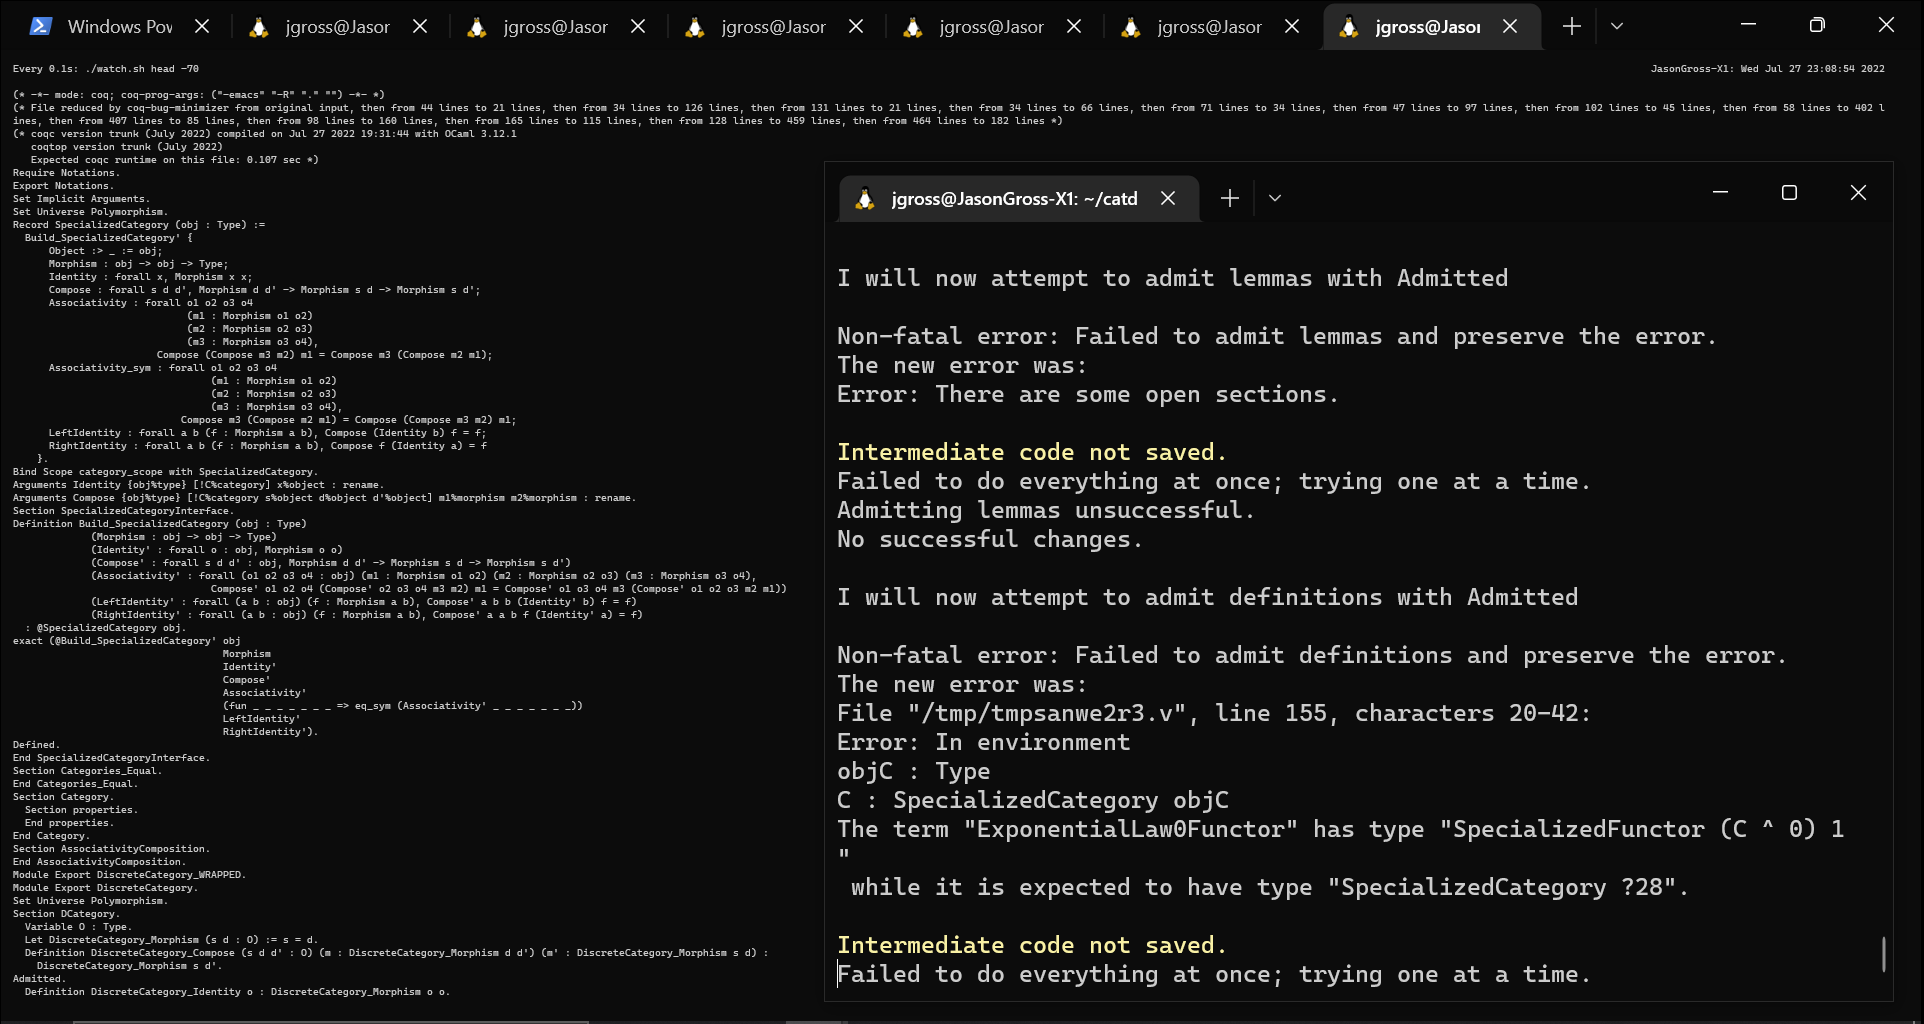 Windows Pov
jgross@Jasor
jgross@Jasor
jgross@Jasor
jgross@Jasor
jgross@Jasor
jgross@Jasor
Every 0.1s: ./watch.sh head -70
JasonGross-X1: Wed Jul 27 23:08:54 2022
(* -*- mode: coq; coq-prog-args: ("-emacs" "-R" "." "") -*- *)
(* File reduced by coq-bug-minimizer from original input, then from 44 lines to 21 lines, then from 34 lines to 126 lines, then from 131 lines to 21 lines, then from 34 lines to 66 lines, then from 71 lines to 34 lines, then from 47 lines to 97 lines, then from 102 lines to 45 lines, then from 58 lines to 402 l
ines, then from 407 lines to 85 lines, then from 98 lines to 160 lines, then from 165 lines to 115 lines, then from 128 lines to 459 lines, then from 464 lines to 182 lines *)
(* coqc version trunk (July 2022) compiled on Jul 27 2022 19:31:44 with OCaml 3.12.1
coqtop version trunk (July 2022)
Expected coqc runtime on this file: 0.107 sec *)
Require Notations.
Export Notations.
Set Implicit Arguments.
Set Universe Polymorphism.
Record SpecializedCategory (obj : Type) :=
Build_SpecializedCategory' {
Object :> _ := obj;
Morphism : obj -> obj -> Type;
Identity : forall x, Morphism x x;
Compose : forall s d d', Morphism d d' -> Morphism s d -> Morphism s d';
Associativity : forall o1 o2 o3 o4
(m1 : Morphism o1 o2)
(m2 : Morphism o2 o3)
(m3 : Morphism o3 o4),
Compose (Compose m3 m2) m1 = Compose m3 (Compose m2 m1);
Associativity_sym : forall o1 o2 o3 o4
(m1 : Morphism o1 o2)
(m2 : Morphism o2 o3)
(m3 : Morphism o3 o4),
Compose m3 (Compose m2 m1) = Compose (Compose m3 m2) m1;
LeftIdentity : forall a b (f : Morphism a b), Compose (Identity b) f = f;
RightIdentity : forall a b (f : Morphism a b), Compose f (Identity a) = f
}.
Bind Scope category_scope with SpecializedCategory.
Arguments Identity {obj%type} [!C%category] x%object : rename.
Arguments Compose {obj%type} [!C%category s%object d%object d'%object] m1%morphism m2%morphism : rename.
Section SpecializedCategoryInterface.
Definition Build_SpecializedCategory (obj : Type)
(Morphism : obj -> obj -> Type)
(Identity' : forall o : obj, Morphism o o)
(Compose' : forall s d d' : obj, Morphism d d' -> Morphism s d -> Morphism s d')
(Associativity' : forall (o1 o2 o3 o4 : obj) (m1 : Morphism o1 o2) (m2 : Morphism o2 o3) (m3 : Morphism o3 o4),
Compose' o1 o2 o4 (Compose' o2 o3 o4 m3 m2) m1 = Compose' o1 o3 o4 m3 (Compose' o1 o2 o3 m2 m1))
(LeftIdentity' : forall (a b : obj) (f : Morphism a b), Compose' a b b (Identity' b) f = f)
(RightIdentity' : forall (a b : obj) (f : Morphism a b), Compose' a a b f (Identity' a) = f)
: @SpecializedCategory obj.
exact (@Build_SpecializedCategory' obj
Morphism
Identity'
Compose'
Associativity'
(fun _ _ _ _ _ _ _ => eq_sym (Associativity' _ _ _ _ _ _ _))
LeftIdentity'
RightIdentity').
Defined.
End SpecializedCategoryInterface.
Section Categories_Equal.
End Categories_Equal.
Section Category.
Section properties.
End properties.
End Category.
Section AssociativityComposition.
End AssociativityComposition.
Module Export DiscreteCategory_WRAPPED.
Module Export DiscreteCategory.
Set Universe Polymorphism.
Section DCategory.
Variable O : Type.
Let DiscreteCategory_Morphism (s d : O) := s = d.
Definition DiscreteCategory_Compose (s d d' : O) (m : DiscreteCategory_Morphism d d') (m' : DiscreteCategory_Morphism s d) :
DiscreteCategory_Morphism s d'.
Admitted.
Definition DiscreteCategory_Identity o : DiscreteCategory_Morphism o o.
jgross@JasonGross-X1: ~/catd
I will now attempt to admit lemmas with Admitted
Non-fatal error: Failed to admit lemmas and preserve the error.
The new error was:
Error: There are some open sections.
Intermediate code not saved.
Failed to do everything at once; trying one at a time.
Admitting lemmas unsuccessful.
No successful changes.
I will now attempt to admit definitions with Admitted
Non-fatal error: Failed to admit definitions and preserve the error.
The new error was:
File "/tmp/tmpsanwe2r3.v", line 155, characters 20-42:
Error: In environment
objC : Type
C : SpecializedCategory objC
The term "ExponentialLaw0Functor" has type "SpecializedFunctor (C ^ 0) 1
"
while it is expected to have type "SpecializedCategory ?28".
Intermediate code not saved.
Failed to do everything at once; trying one at a time.